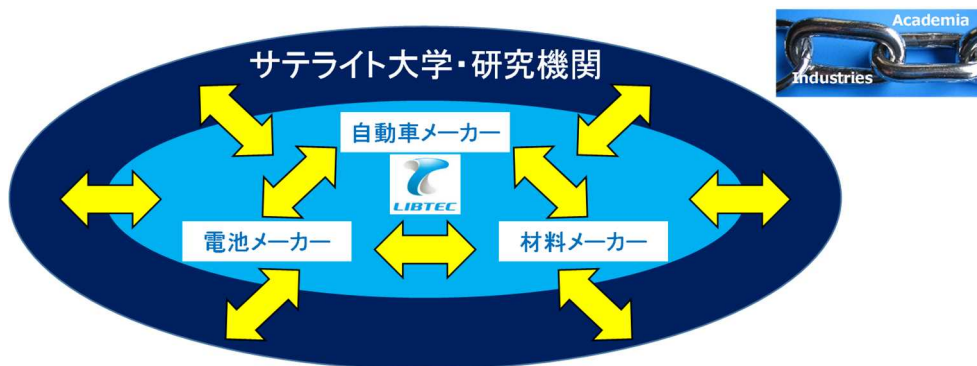 サテライト大学・研究機関
Academia
Industries
自動車メーカー
LIBTEC
電池メーカー
材料メーカー